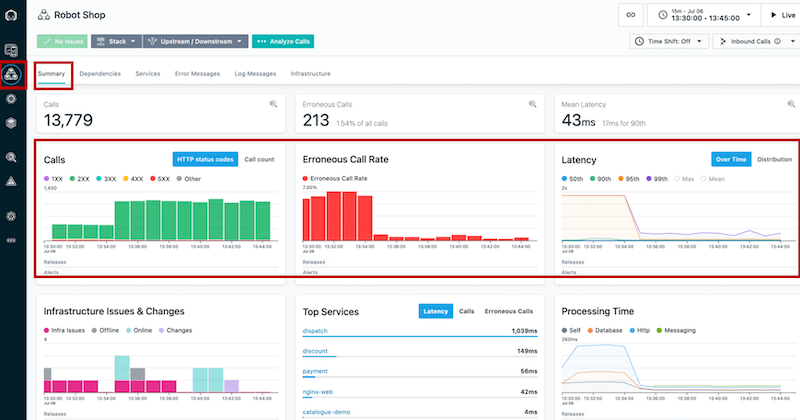 Robot Shop
15m - Jul 06
13:30:00 - 13:45:00
Live
No Issues
Stack
Upstream / Downstream
Analyze Calls
Time Shift: Off
Inbound Calls
Summary
Dependencies
Services
Error Messages
Log Messages
Infrastructure
Calls
13,779
Erroneous Calls
213 1.54% of all calls
Mean Latency
43ms 17ms for 90th
Calls
HTTP status codes
Call count
1XX 2XX 3XX 4XX 5XX Other
1,400
13:30:00 13:32:00 13:34:00 13:36:00 13:38:00 13:40:00 13:42:00 13:44:00
Jul 06
Releases
Alerts
Erroneous Call Rate
Erroneous Call Rate
7.00%
13:30:00 13:32:00 13:34:00 13:36:00 13:38:00 13:40:00 13:42:00 13:44:00
Jul 06
Releases
Alerts
Latency
Over Time
Distribution
50th 90th 95th 99th Max Mean
2s
13:30:00 13:32:00 13:34:00 13:36:00 13:38:00 13:40:00 13:42:00 13:44:00
Jul 06
Releases
Alerts
Infrastructure Issues & Changes
Infra Issues Offline Online Changes
4
13:30:00 13:32:00 13:34:00 13:36:00 13:38:00 13:40:00 13:42:00 13:44:00
Jul 06
Releases
Top Services
Latency
Calls
Erroneous Calls
dispatch 1,039ms
discount 149ms
payment 56ms
nginx-web 42ms
catalogue-demo 4ms
Processing Time
Self Database Http Messaging
260ms
13:30:00 13:32:00 13:34:00 13:36:00 13:38:00 13:40:00 13:42:00 13:44:00
Jul 06
Releases